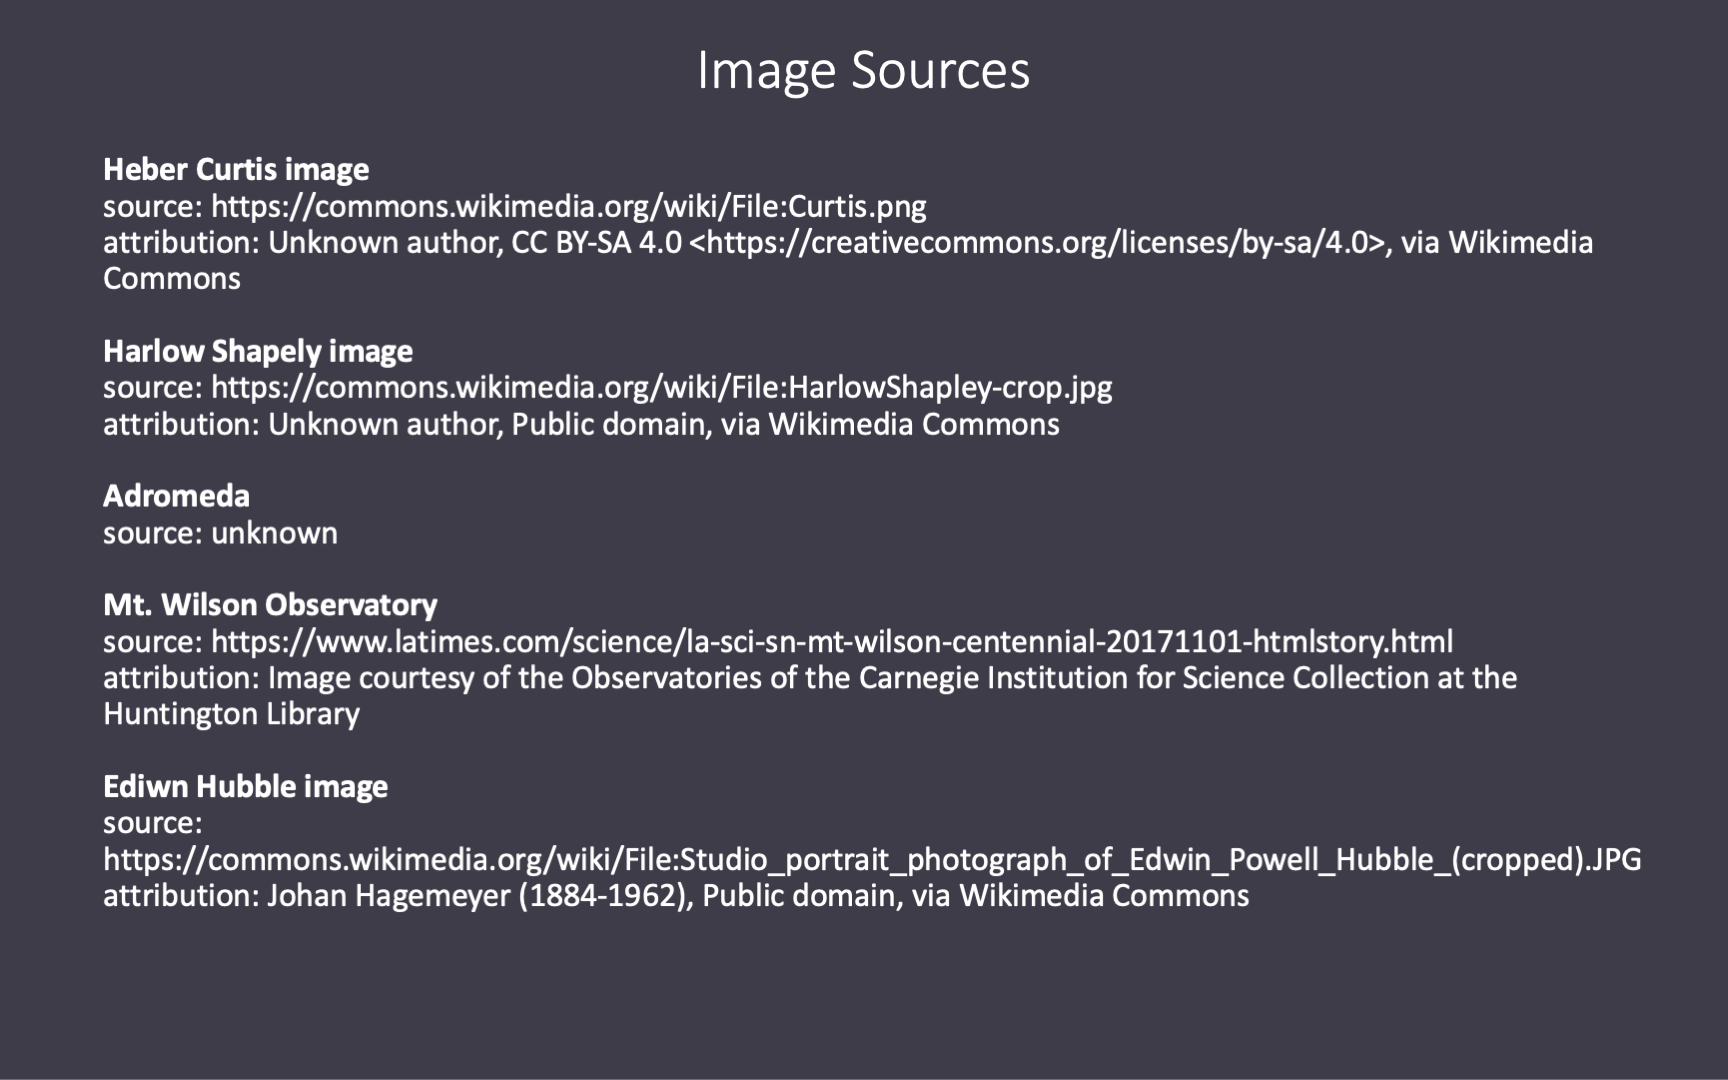 Image Sources
Heber Curtis image
source: https://commons.wikimedia.org/wiki/File:Curtis.png
attribution: Unknown author, CC BY-SA 4.0 <https://creativecommons.org/licenses/by-sa/4.0>, via Wikimedia
Commons
Harlow Shapely image
source: https://commons.wikimedia.org/wiki/File:HarlowShapley-crop.jpg
attribution: Unknown author, Public domain, via Wikimedia Commons
Adromeda
source: unknown
Mt. Wilson Observatory
source: https://www.latimes.com/science/la-sci-sn-mt-wilson-centennial-20171101-htmlstory.html
attribution: Image courtesy of the Observatories of the Carnegie Institution for Science Collection at the
Huntington Library
Ediwn Hubble image
source:
https://commons.wikimedia.org/wiki/File:Studio_portrait_photograph_of_Edwin_Powell_Hubble_(cropped).JPG
attribution: Johan Hagemeyer (1884-1962), Public domain, via Wikimedia Commons